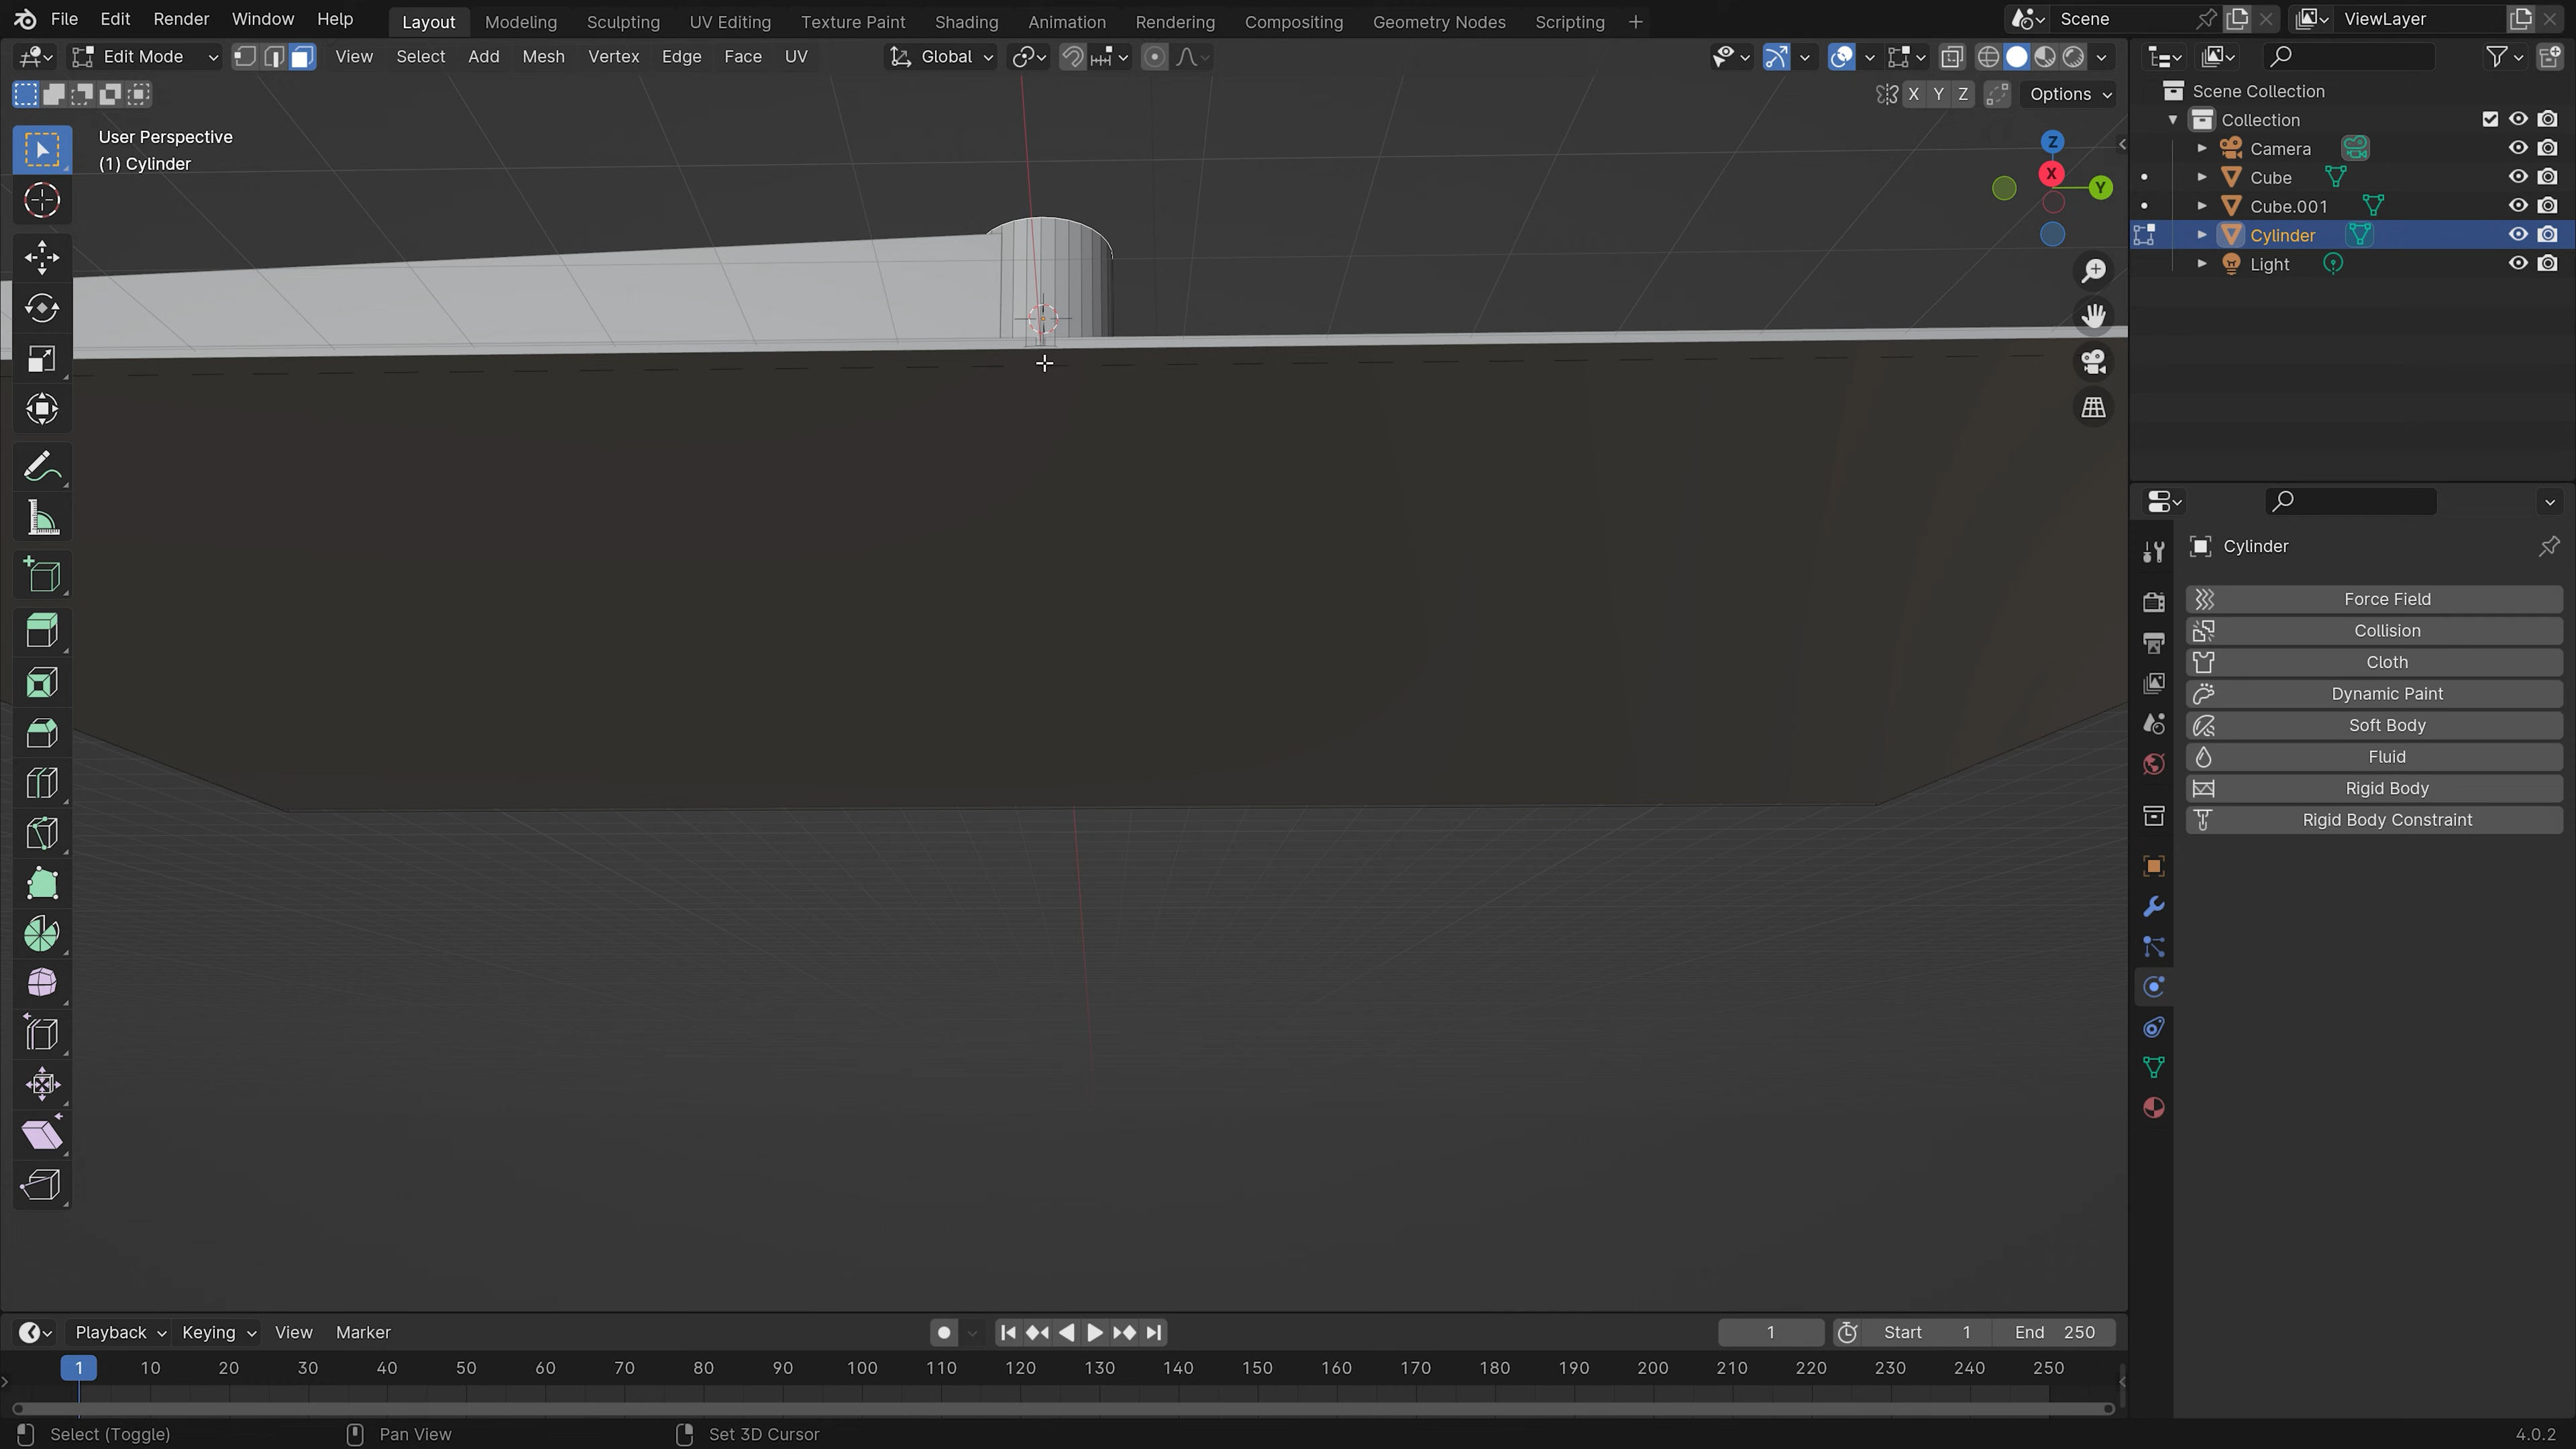 File Edit Render Window Help Layout Modeling Sculpting UV Editing Texture Paint Shading Animation Rendering Compositing Geometry Nodes Scripting + Scene ViewLayer
Edit Mode View Select Add Mesh Vertex Edge Face UV Global
X Y Z Options
User Perspective
(1) Cylinder
Z
X
Y
Scene Collection
Collection
Camera
Cube
Cube.001
Cylinder
Light
Cylinder
Force Field
Collision
Cloth
Dynamic Paint
Soft Body
Fluid
Rigid Body
Rigid Body Constraint
Playback Keying View Marker 1 Start 1 End 250
1 10 20 30 40 50 60 70 80 90 100 110 120 130 140 150 160 170 180 190 200 210 220 230 240 250
Select (Toggle) Pan View Set 3D Cursor 4.0.2